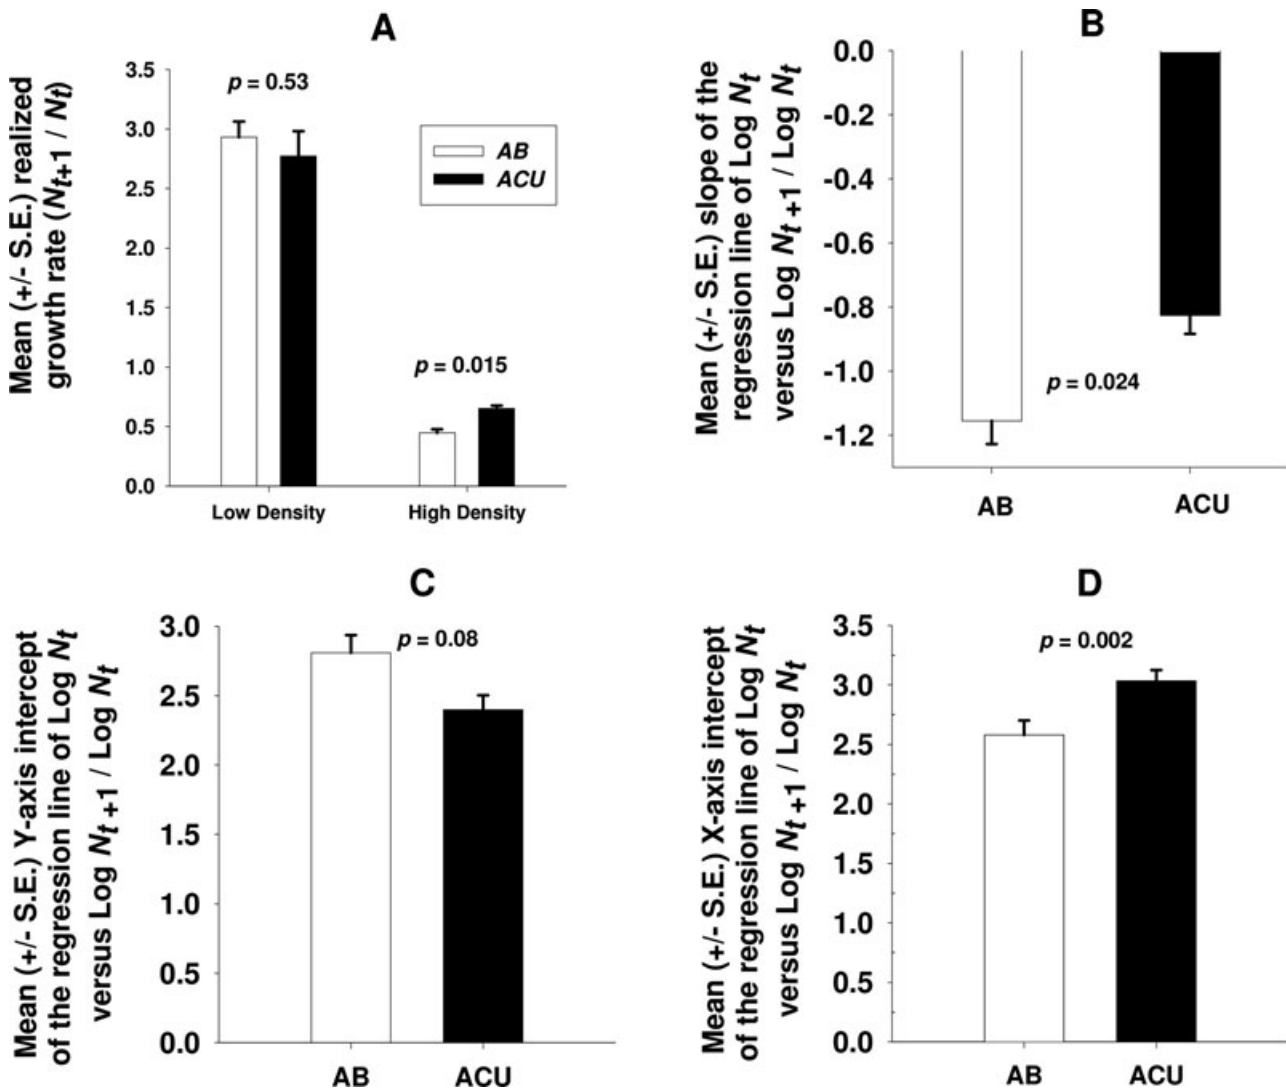 A
Mean (+/- S.E.) realized
growth rate (Nt+1 / Nt)
3.5
3.0
2.5
2.0
1.5
1.0
0.5
0.0
p = 0.53
p = 0.015
AB
ACU
Low Density
High Density
B
Mean (+/- S.E.) slope of the
regression line of Log Nt
versus Log Nt +1 / Log Nt
0.0
-0.2
-0.4
-0.6
-0.8
-1.0
-1.2
p = 0.024
AB
ACU
C
Mean (+/- S.E.) Y-axis intercept
of the regression line of Log Nt
versus Log Nt +1 / Log Nt
3.0
2.5
2.0
1.5
1.0
0.5
0.0
p = 0.08
AB
ACU
D
Mean (+/- S.E.) X-axis intercept
of the regression line of Log Nt
versus Log Nt +1 / Log Nt
3.5
3.0
2.5
2.0
1.5
1.0
0.5
0.0
p = 0.002
AB
ACU